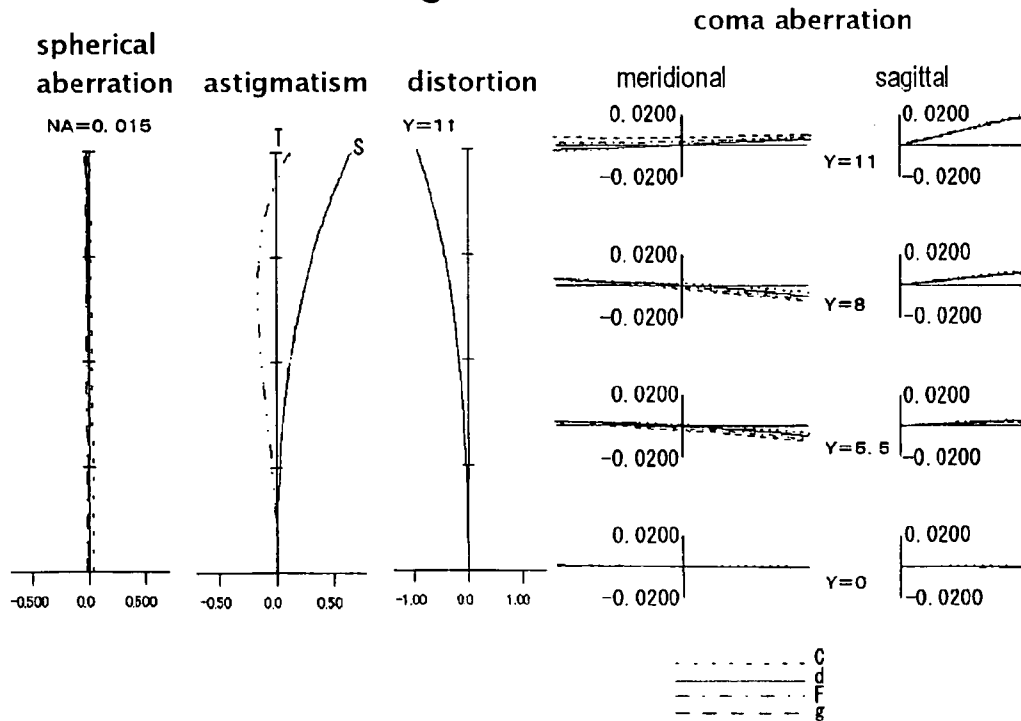 coma aberration
spherical aberration
astigmatism
distortion
meridional
sagittal
NA=0. 015
T
S
Y=11
0. 0200
-0. 0200
0. 0200
Y=11
-0. 0200
0. 0200
-0. 0200
0. 0200
Y=8
-0. 0200
0. 0200
-0. 0200
0. 0200
Y=5. 5
-0. 0200
0. 0200
-0. 0200
0. 0200
Y=0
-0. 0200
-0.500 0.0 0.500
-0.50 0.0 0.50
-1.00 0.0 1.00
C
d
F
g